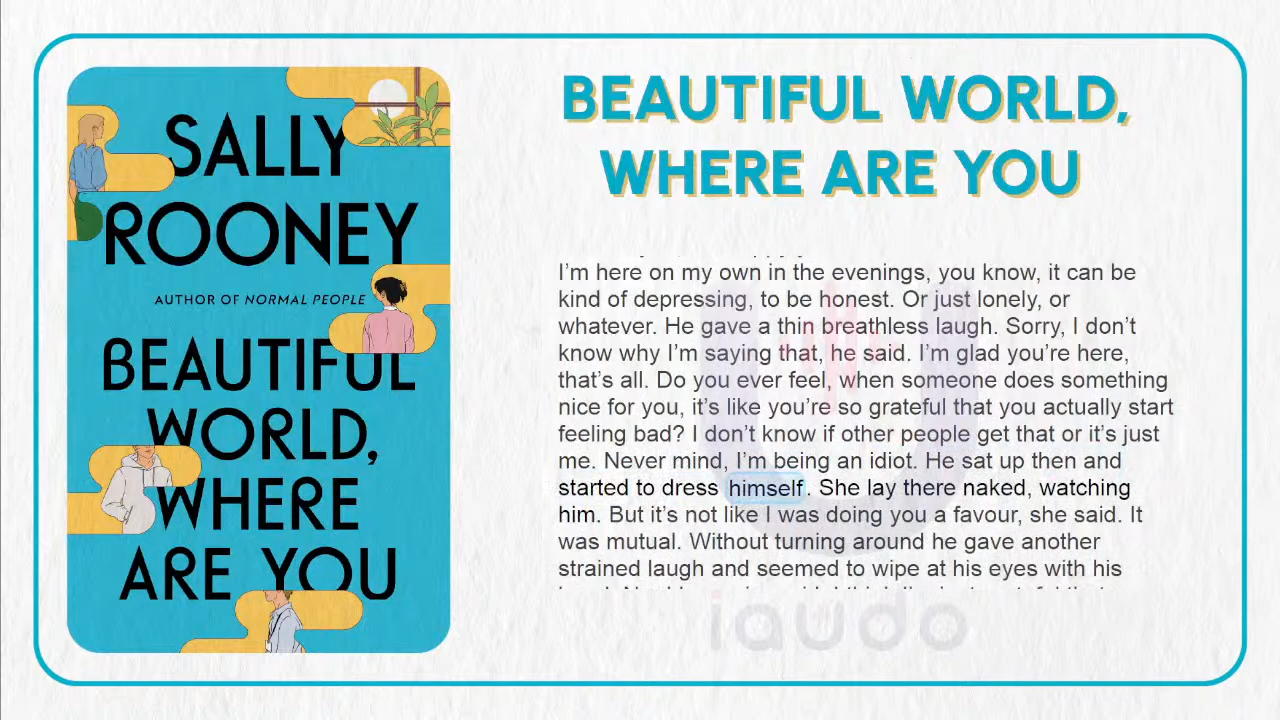 SALLY
ROONEY
AUTHOR OF NORMAL PEOPLE
BEAUTIFUL
WORLD,
WHERE
ARE YOU
BEAUTIFUL WORLD,
WHERE ARE YOU
I’m here on my own in the evenings, you know, it can be
kind of depressing, to be honest. Or just lonely, or
whatever. He gave a thin breathless laugh. Sorry, I don’t
know why I’m saying that, he said. I’m glad you’re here,
that’s all. Do you ever feel, when someone does something
nice for you, it’s like you’re so grateful that you actually start
feeling bad? I don’t know if other people get that or it’s just
me. Never mind, I’m being an idiot. He sat up then and
started to dress himself. She lay there naked, watching
him. But it’s not like I was doing you a favour, she said. It
was mutual. Without turning around he gave another
strained laugh and seemed to wipe at his eyes with his
iaudo